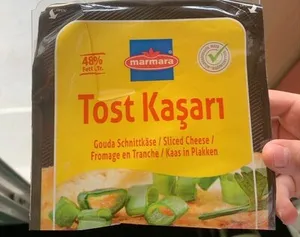 48%
Fett i.Tr.
marmara
Tost Kaşarı
Gouda Schnittkäse / Sliced Cheese /
Fromage en Tranche / Kaas in Plakken